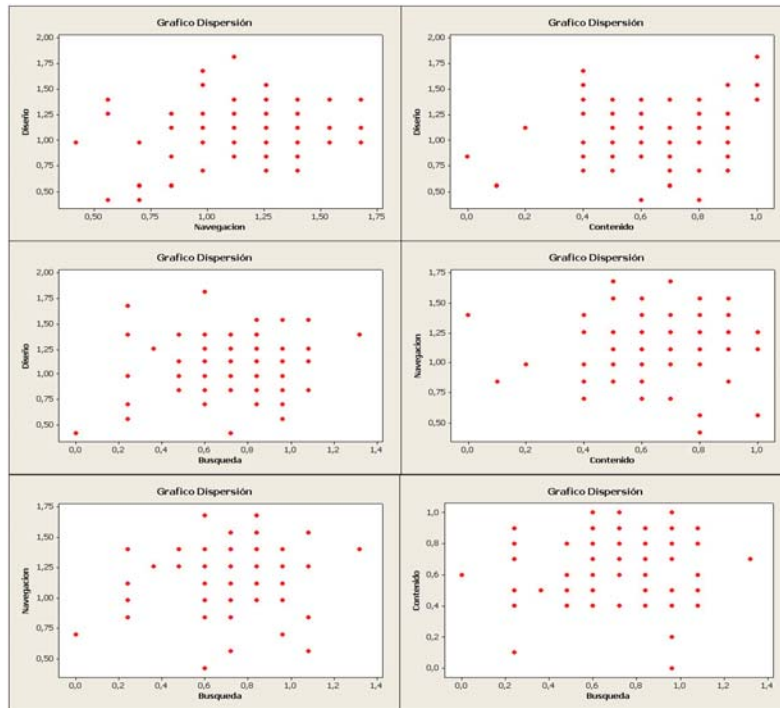 Grafico Dispersión
2,00
1,75
1,50
1,25
1,00
0,75
0,50
Diseño
0,50 0,75 1,00 1,25 1,50 1,75
Navegacion
Grafico Dispersión
2,00
1,75
1,50
1,25
1,00
0,75
0,50
Diseño
0,0 0,2 0,4 0,6 0,8 1,0
Contenido
Grafico Dispersión
2,00
1,75
1,50
1,25
1,00
0,75
0,50
Diseño
0,0 0,2 0,4 0,6 0,8 1,0 1,2 1,4
Busqueda
Grafico Dispersión
1,75
1,50
1,25
1,00
0,75
0,50
Navegacion
0,0 0,2 0,4 0,6 0,8 1,0
Contenido
Grafico Dispersión
1,75
1,50
1,25
1,00
0,75
0,50
Navegacion
0,0 0,2 0,4 0,6 0,8 1,0 1,2 1,4
Busqueda
Grafico Dispersión
1,0
0,8
0,6
0,4
0,2
0,0
Contenido
0,0 0,2 0,4 0,6 0,8 1,0 1,2 1,4
Busqueda